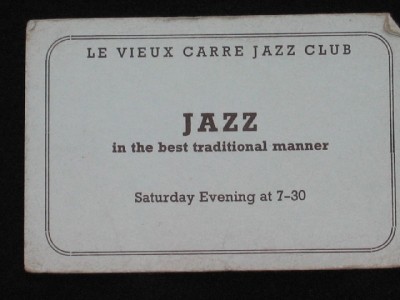 LE VIEUX CARRE JAZZ CLUB
JAZZ
in the best traditional manner
Saturday Evening at 7-30